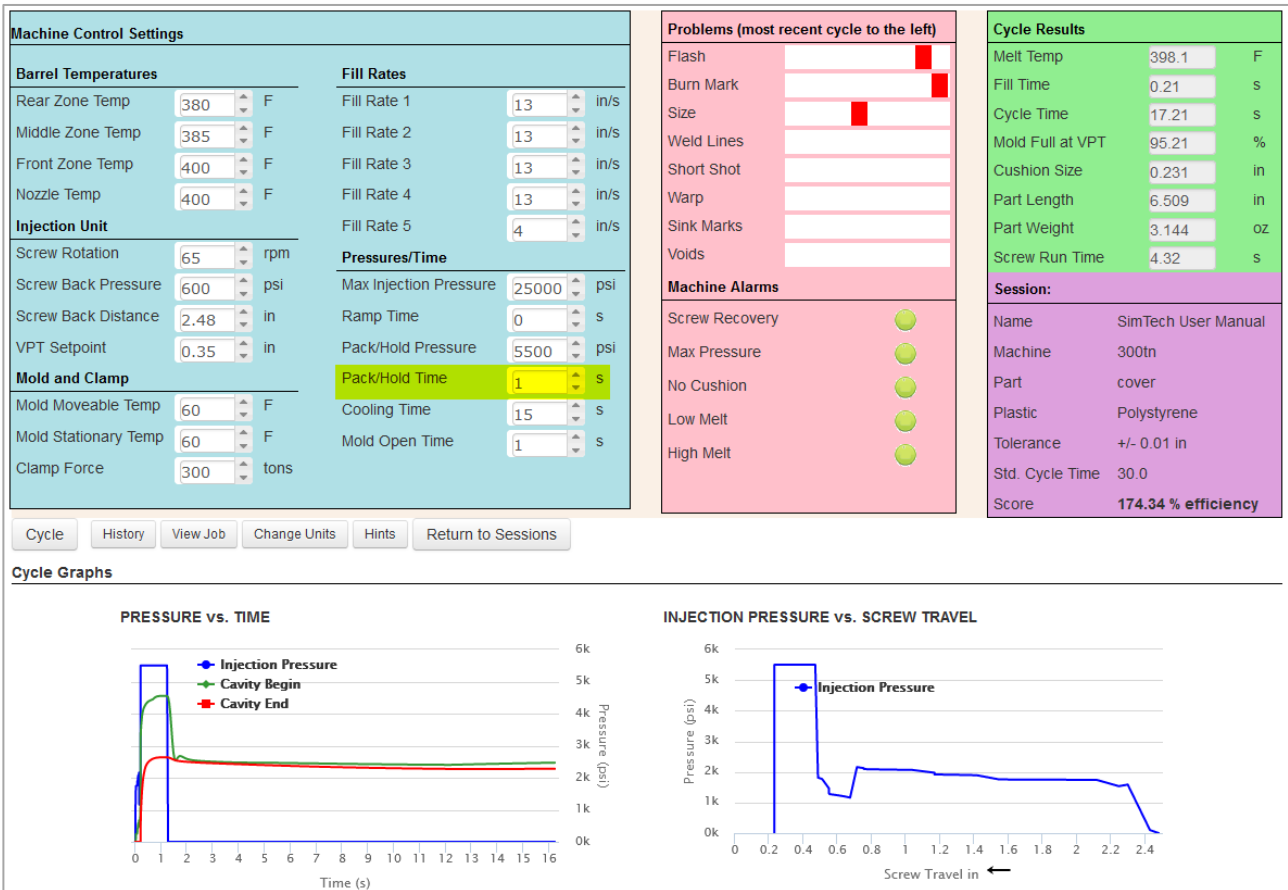 Machine Control Settings
Barrel Temperatures
Rear Zone Temp 380 F
Middle Zone Temp 385 F
Front Zone Temp 400 F
Nozzle Temp 400 F
Injection Unit
Screw Rotation 65 rpm
Screw Back Pressure 600 psi
Screw Back Distance 2.48 in
VPT Setpoint 0.35 in
Mold and Clamp
Mold Moveable Temp 60 F
Mold Stationary Temp 60 F
Clamp Force 300 tons
Fill Rates
Fill Rate 1 13 in/s
Fill Rate 2 13 in/s
Fill Rate 3 13 in/s
Fill Rate 4 13 in/s
Fill Rate 5 4 in/s
Pressures/Time
Max Injection Pressure 25000 psi
Ramp Time 0 s
Pack/Hold Pressure 5500 psi
Pack/Hold Time 1 s
Cooling Time 15 s
Mold Open Time 1 s
Problems (most recent cycle to the left)
Flash
Burn Mark
Size
Weld Lines
Short Shot
Warp
Sink Marks
Voids
Machine Alarms
Screw Recovery
Max Pressure
No Cushion
Low Melt
High Melt
Cycle Results
Melt Temp 398.1 F
Fill Time 0.21 s
Cycle Time 17.21 s
Mold Full at VPT 95.21 %
Cushion Size 0.231 in
Part Length 6.509 in
Part Weight 3.144 oz
Screw Run Time 4.32 s
Session:
Name SimTech User Manual
Machine 300tn
Part cover
Plastic Polystyrene
Tolerance +/- 0.01 in
Std. Cycle Time 30.0
Score 174.34 % efficiency
Cycle History View Job Change Units Hints Return to Sessions
Cycle Graphs
PRESSURE vs. TIME
Injection Pressure
Cavity Begin
Cavity End
6k
5k
4k
3k
2k
1k
0k
Pressure (psi)
0 1 2 3 4 5 6 7 8 9 10 11 12 13 14 15 16
Time (s)
INJECTION PRESSURE vs. SCREW TRAVEL
Injection Pressure
6k
5k
4k
3k
2k
1k
0k
Pressure (psi)
0 0.2 0.4 0.6 0.8 1 1.2 1.4 1.6 1.8 2 2.2 2.4
Screw Travel in ←